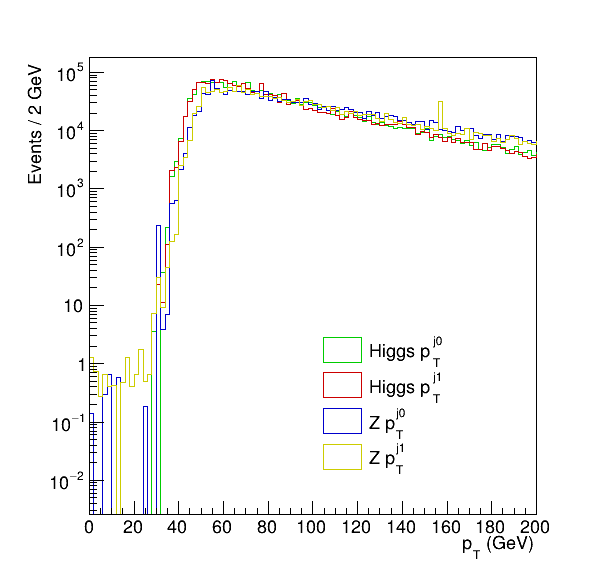 Events / 2 GeV
10^5
10^4
10^3
10^2
10
1
10^−1
10^−2
Higgs p_T^j0
Higgs p_T^j1
Z p_T^j0
Z p_T^j1
0 20 40 60 80 100 120 140 160 180 200
p_T (GeV)